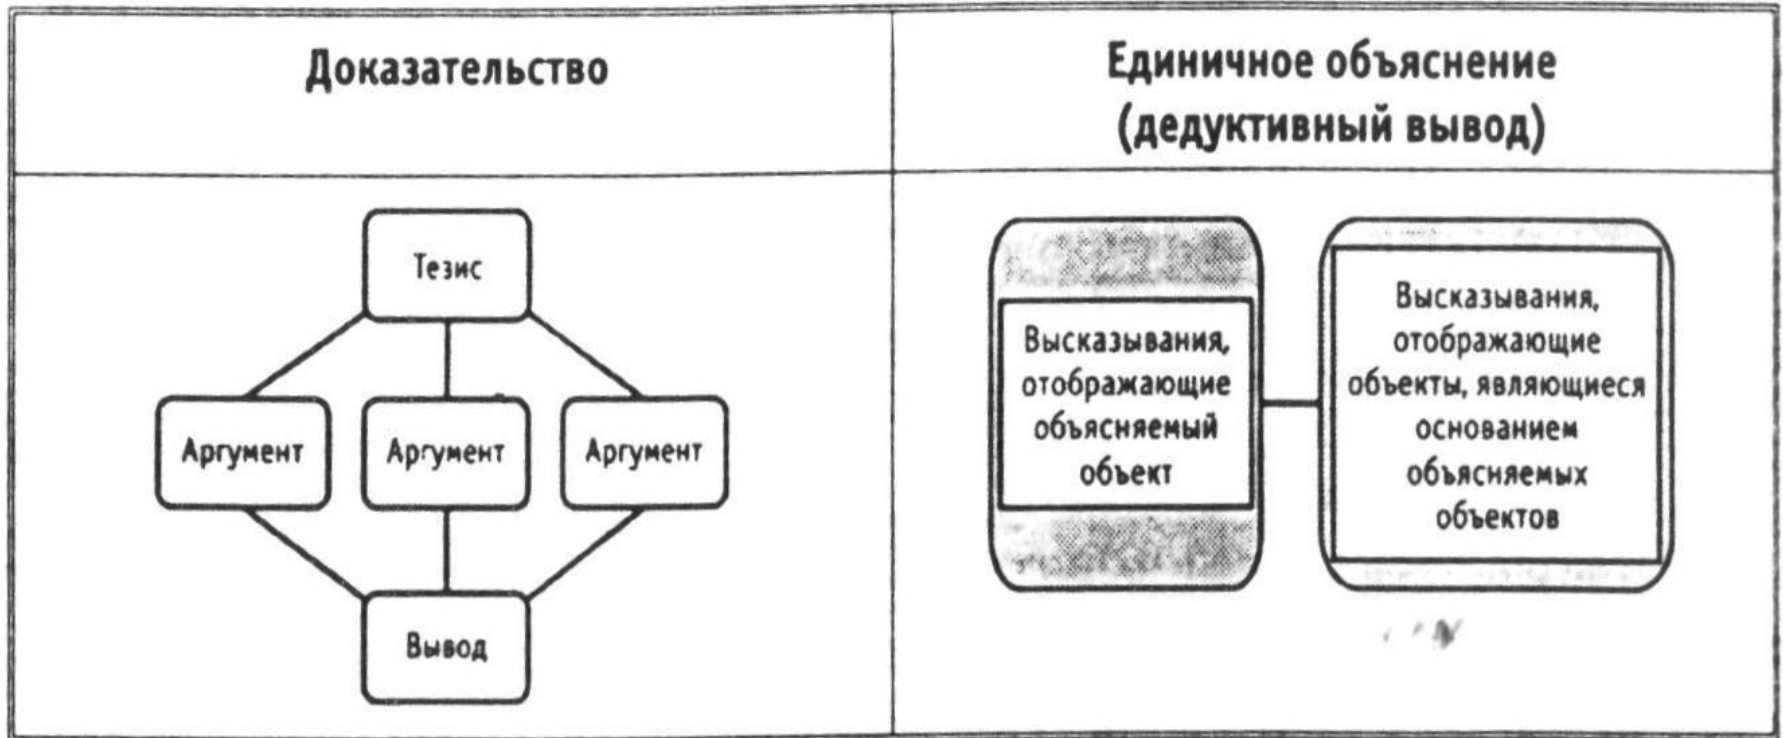 Доказательство
Единичное объяснение
(дедуктивный вывод)
Тезис
Аргумент
Аргумент
Аргумент
Вывод
Высказывания,
отображающие
объясняемый
объект
Высказывания,
отображающие
объекты, являющиеся
основанием
объясняемых
объектов